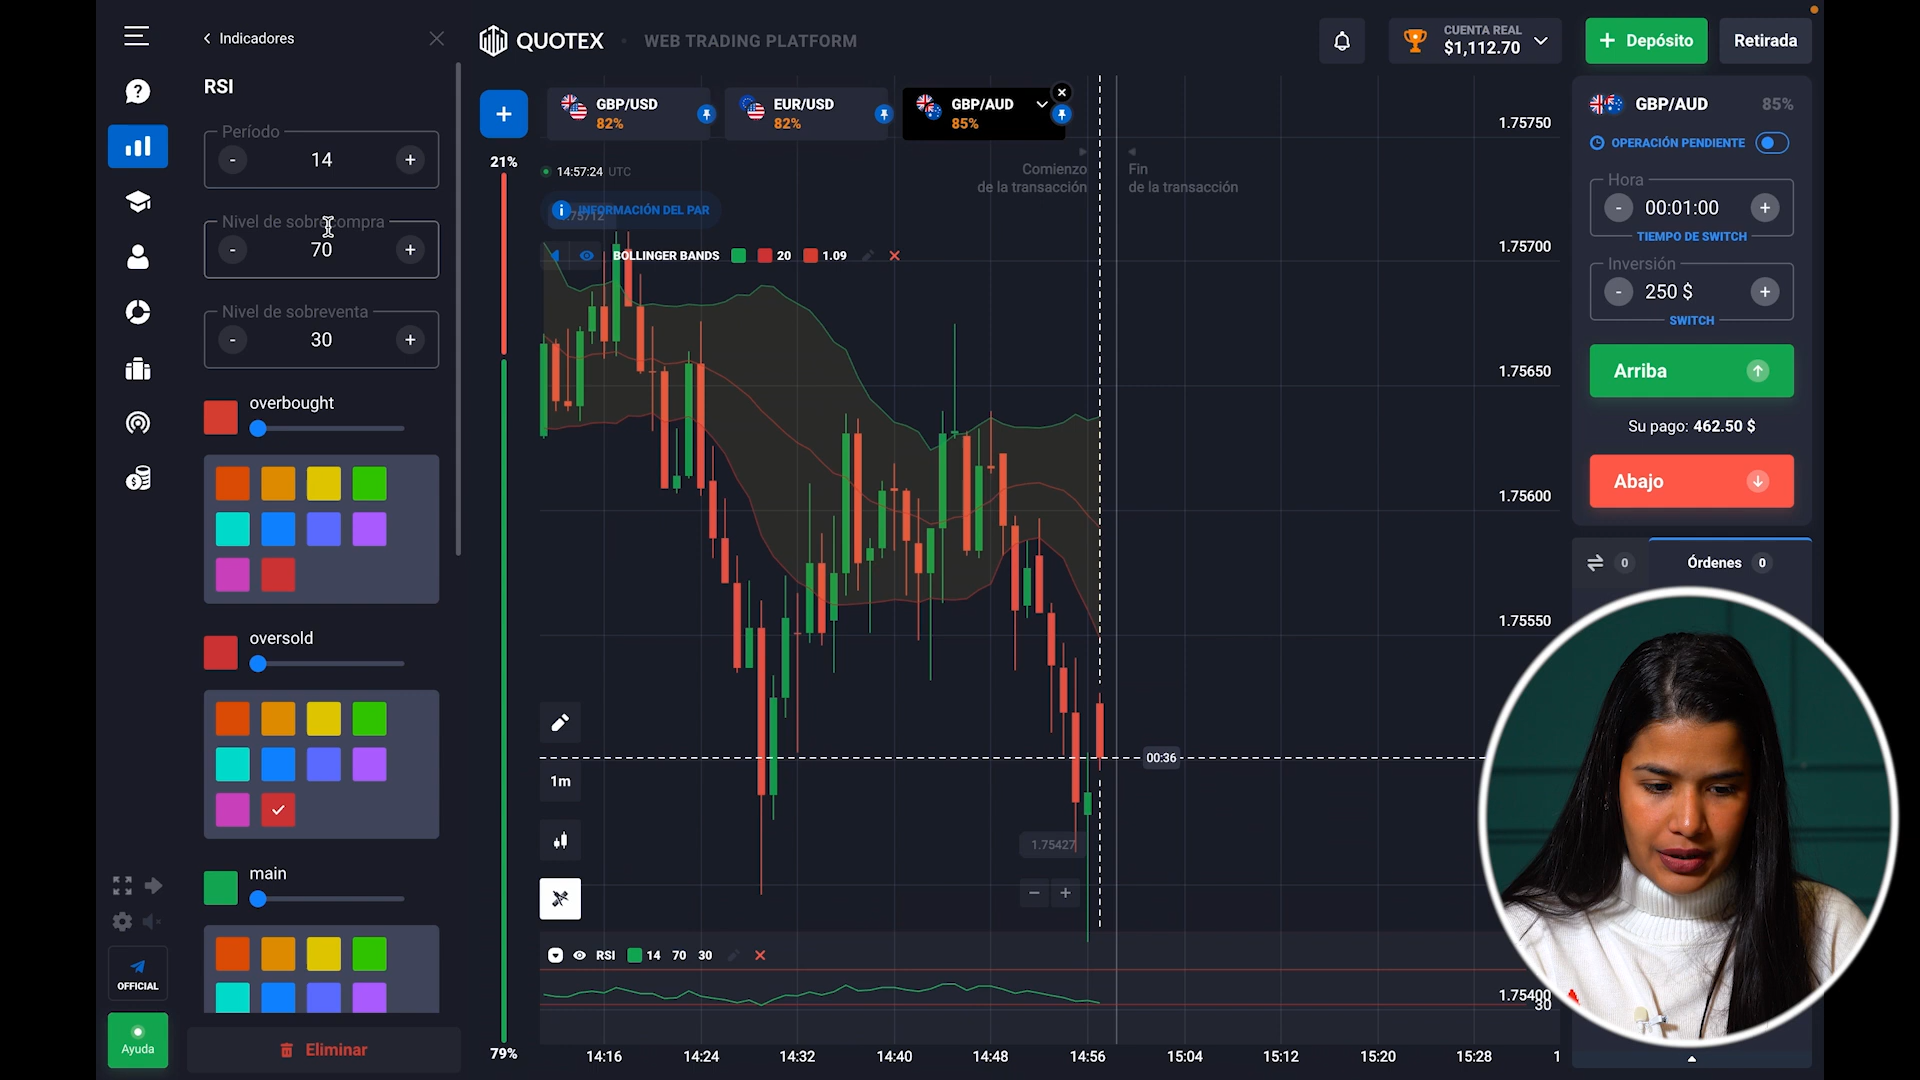 Indicadores
RSI
Período
- 14 +
Nivel de sobrecompra
- 70 +
Nivel de sobreventa
- 30 +
overbought
oversold
main
OFFICIAL
Ayuda
Eliminar
QUOTEX
WEB TRADING PLATFORM
CUENTA REAL
$1,112.70
+ Depósito
Retirada
+
GBP/USD
82%
EUR/USD
82%
GBP/AUD
85%
21%
79%
14:57:24 UTC
INFORMACIÓN DEL PAR
BOLLINGER BANDS 20 1.09
Comienzo
de la transacción
Fin
de la transacción
1.75750
1.75700
1.75650
1.75600
1.75550
1.75400
30
00:36
1m
1.75427
- +
RSI 14 70 30
14:16 14:24 14:32 14:40 14:48 14:56 15:04 15:12 15:20 15:28 1
GBP/AUD 85%
OPERACIÓN PENDIENTE
Hora
- 00:01:00 +
TIEMPO DE SWITCH
Inversión
- 250 $ +
SWITCH
Arriba
Su pago: 462.50 $
Abajo
0
Órdenes 0